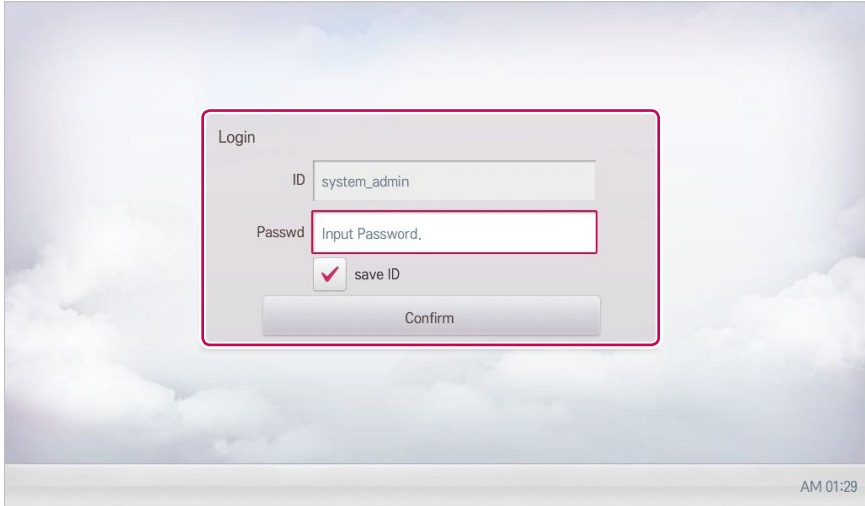 Login
ID system_admin
Passwd Input Password.
save ID
Confirm
AM 01:29